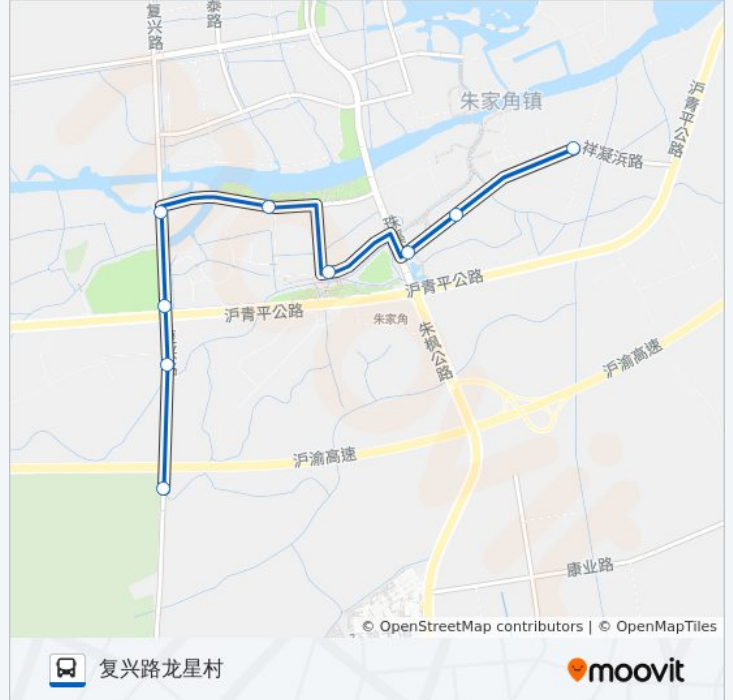 复兴路
泰路
沪青平公路
朱家角镇
祥凝浜路
珠
沪青平公路
沪青平公路
朱家角
朱枫公路
沪渝高速
沪渝高速
康业路
© OpenStreetMap contributors | © OpenMapTiles
复兴路龙星村
moovit